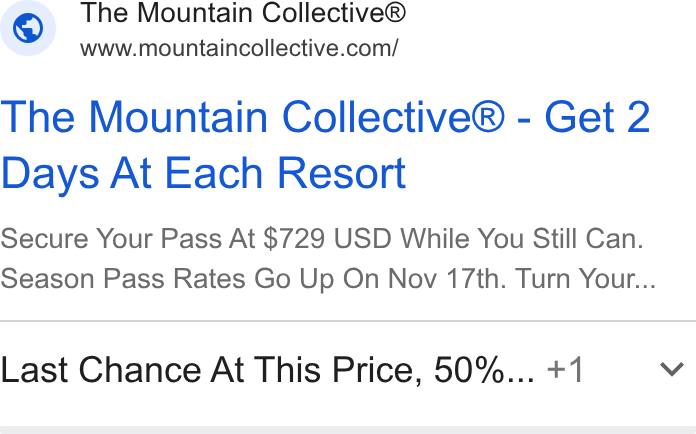 The Mountain Collective®
www.mountaincollective.com/
The Mountain Collective® - Get 2
Days At Each Resort
Secure Your Pass At $729 USD While You Still Can.
Season Pass Rates Go Up On Nov 17th. Turn Your...
Last Chance At This Price, 50%... +1